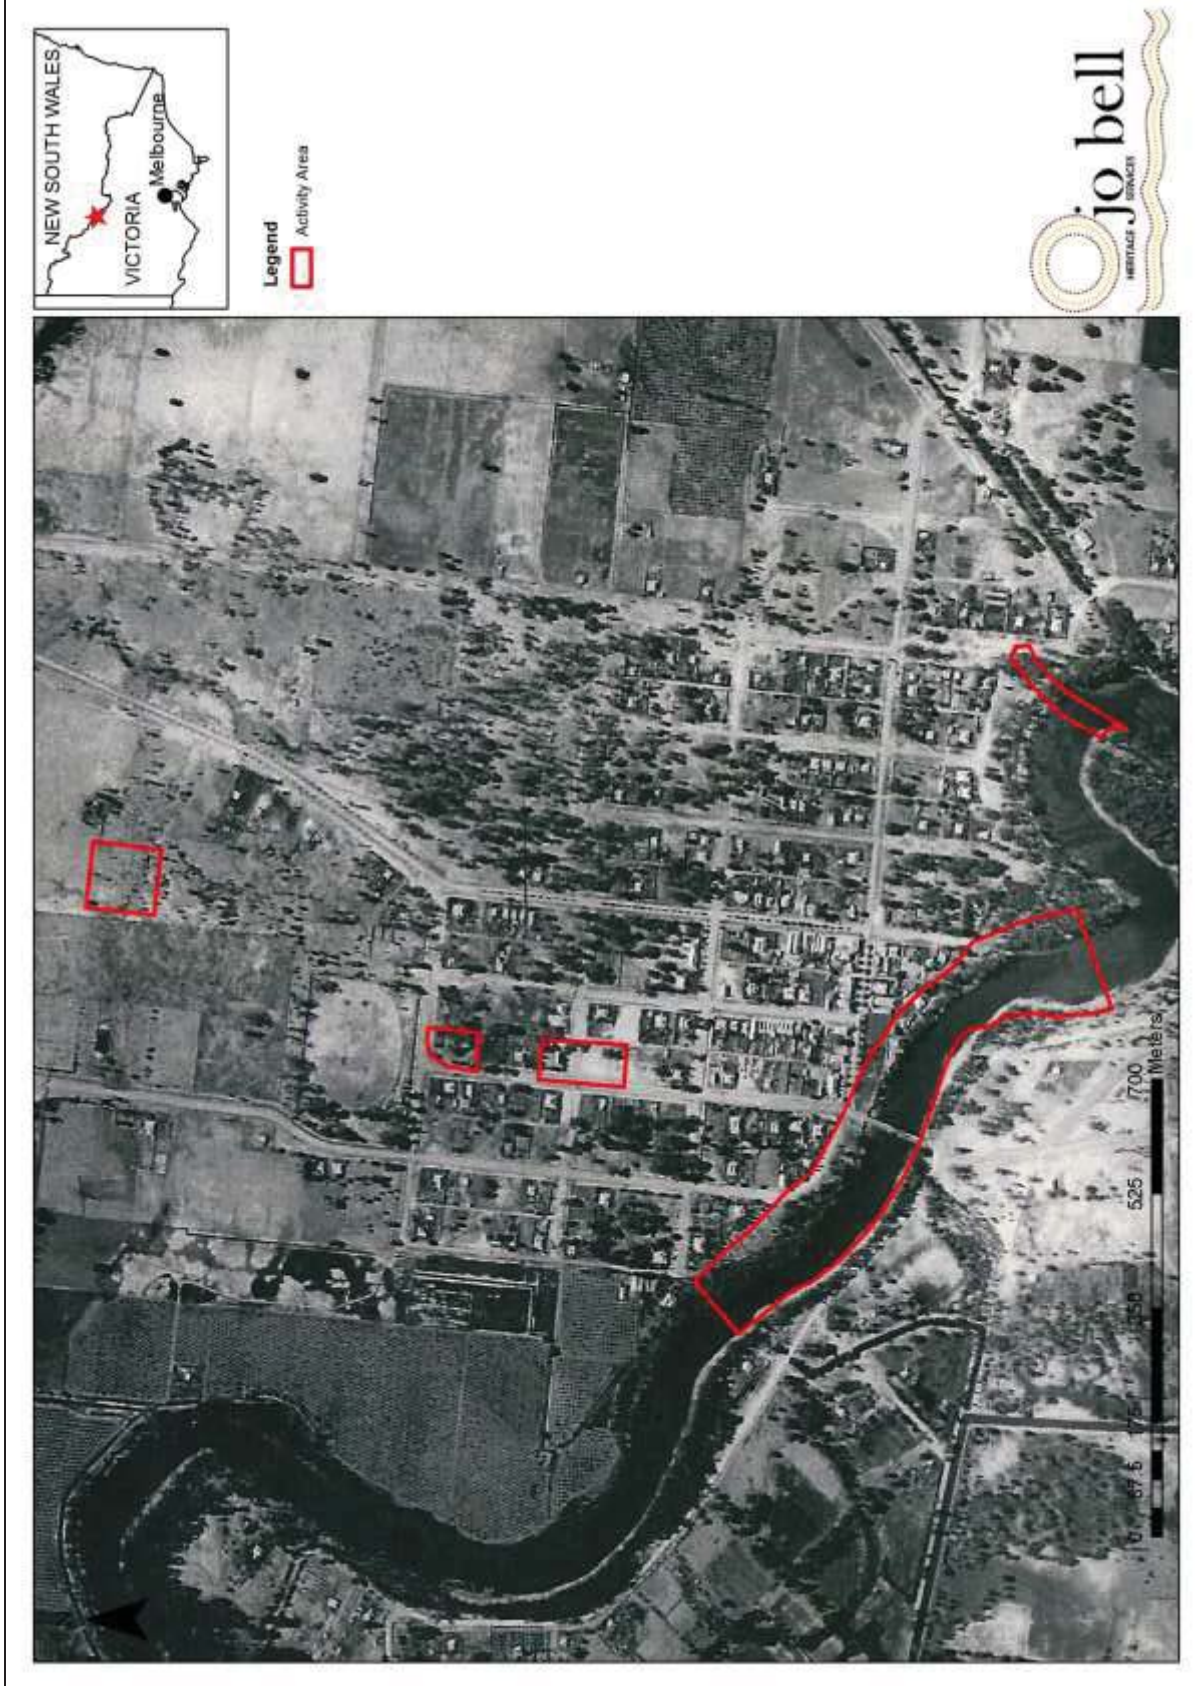 NEW SOUTH WALES
VICTORIA
Melbourne
Legend
Activity Area
jo bell
HERITAGE SERVICES
0 87.5 175 350 525 700
Meters